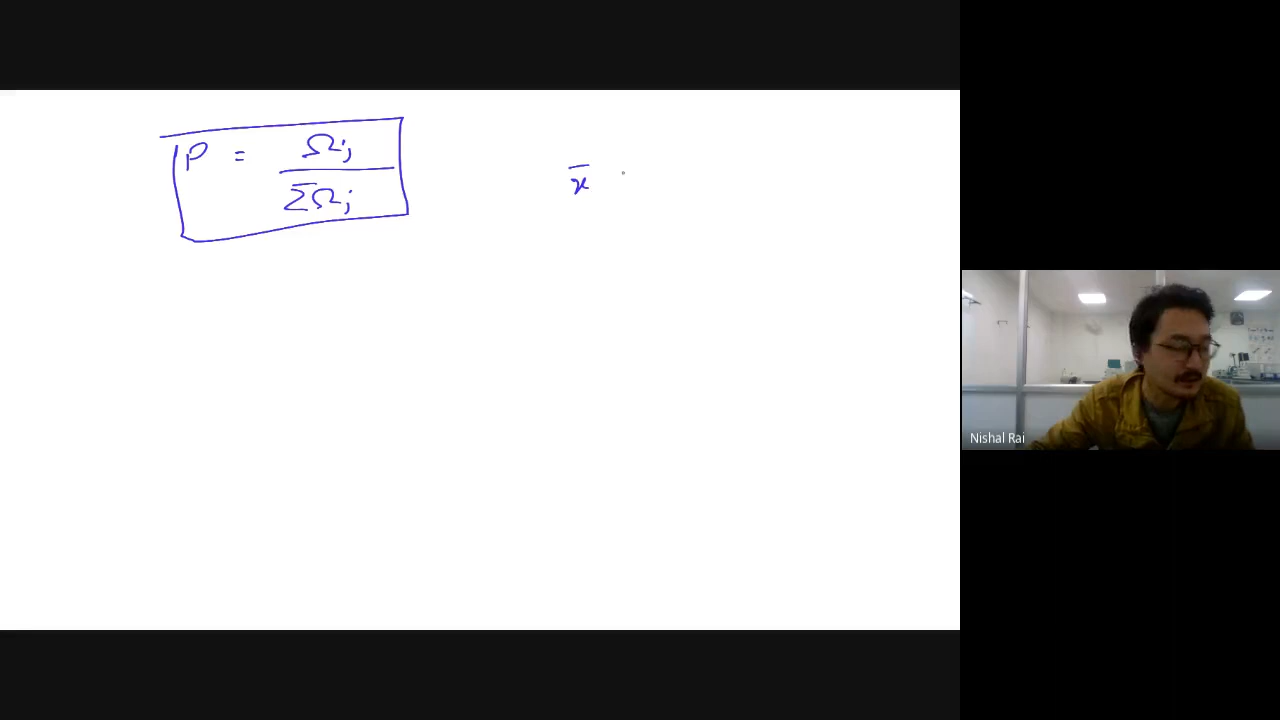 P = Ωj / ΣΩj
x̄
Nishal Rai